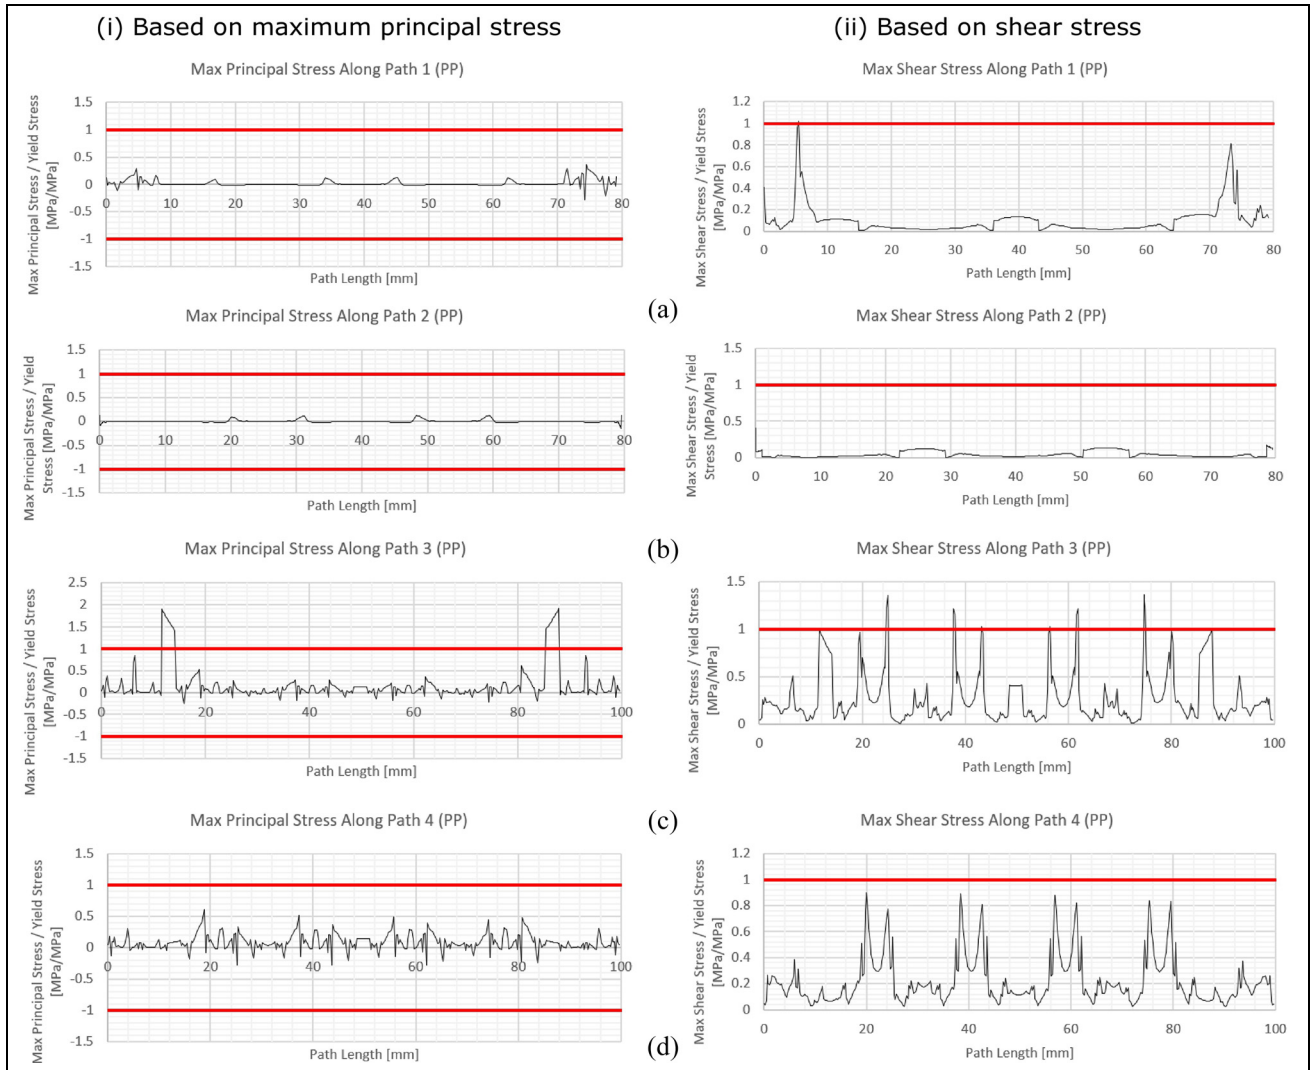 (i) Based on maximum principal stress
(ii) Based on shear stress
Max Principal Stress Along Path 1 (PP)
Max Principal Stress / Yield Stress
[MPa/MPa]
1.5
1
0.5
0
-0.5
-1
-1.5
0 10 20 30 40 50 60 70 80
Path Length [mm]
Max Shear Stress Along Path 1 (PP)
Max Shear Stress / Yield Stress
[MPa/MPa]
1.2
1
0.8
0.6
0.4
0.2
0
0 10 20 30 40 50 60 70 80
Path Length [mm]
(a)
Max Principal Stress Along Path 2 (PP)
Max Principal Stress / Yield
Stress [MPa/MPa]
1.5
1
0.5
0
-0.5
-1
-1.5
0 10 20 30 40 50 60 70 80
Path Length [mm]
Max Shear Stress Along Path 2 (PP)
Max Shear Stress / Yield
Stress [MPa/MPa]
1.5
1
0.5
0
0 10 20 30 40 50 60 70 80
Path Length [mm]
(b)
Max Principal Stress Along Path 3 (PP)
Max Principal Stress / Yield Stress
[MPa/MPa]
2.5
2
1.5
1
0.5
0
-0.5
-1
-1.5
0 20 40 60 80 100
Path Length [mm]
Max Shear Stress Along Path 3 (PP)
Max Shear Stress / Yield Stress
[MPa/MPa]
1.5
1
0.5
0
0 20 40 60 80 100
Path Length [mm]
(c)
Max Principal Stress Along Path 4 (PP)
Max Principal Stress / Yield Stress
[MPa/MPa]
1.5
1
0.5
0
-0.5
-1
-1.5
0 20 40 60 80 100
Path Length [mm]
Max Shear Stress Along Path 4 (PP)
Max Shear Stress / Yield Stress
[MPa/MPa]
1.2
1
0.8
0.6
0.4
0.2
0
0 20 40 60 80 100
Path Length [mm]
(d)